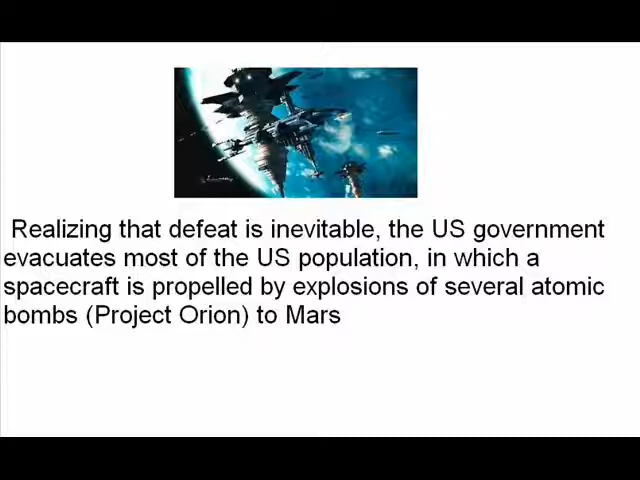 Realizing that defeat is inevitable, the US government
evacuates most of the US population, in which a
spacecraft is propelled by explosions of several atomic
bombs (Project Orion) to Mars